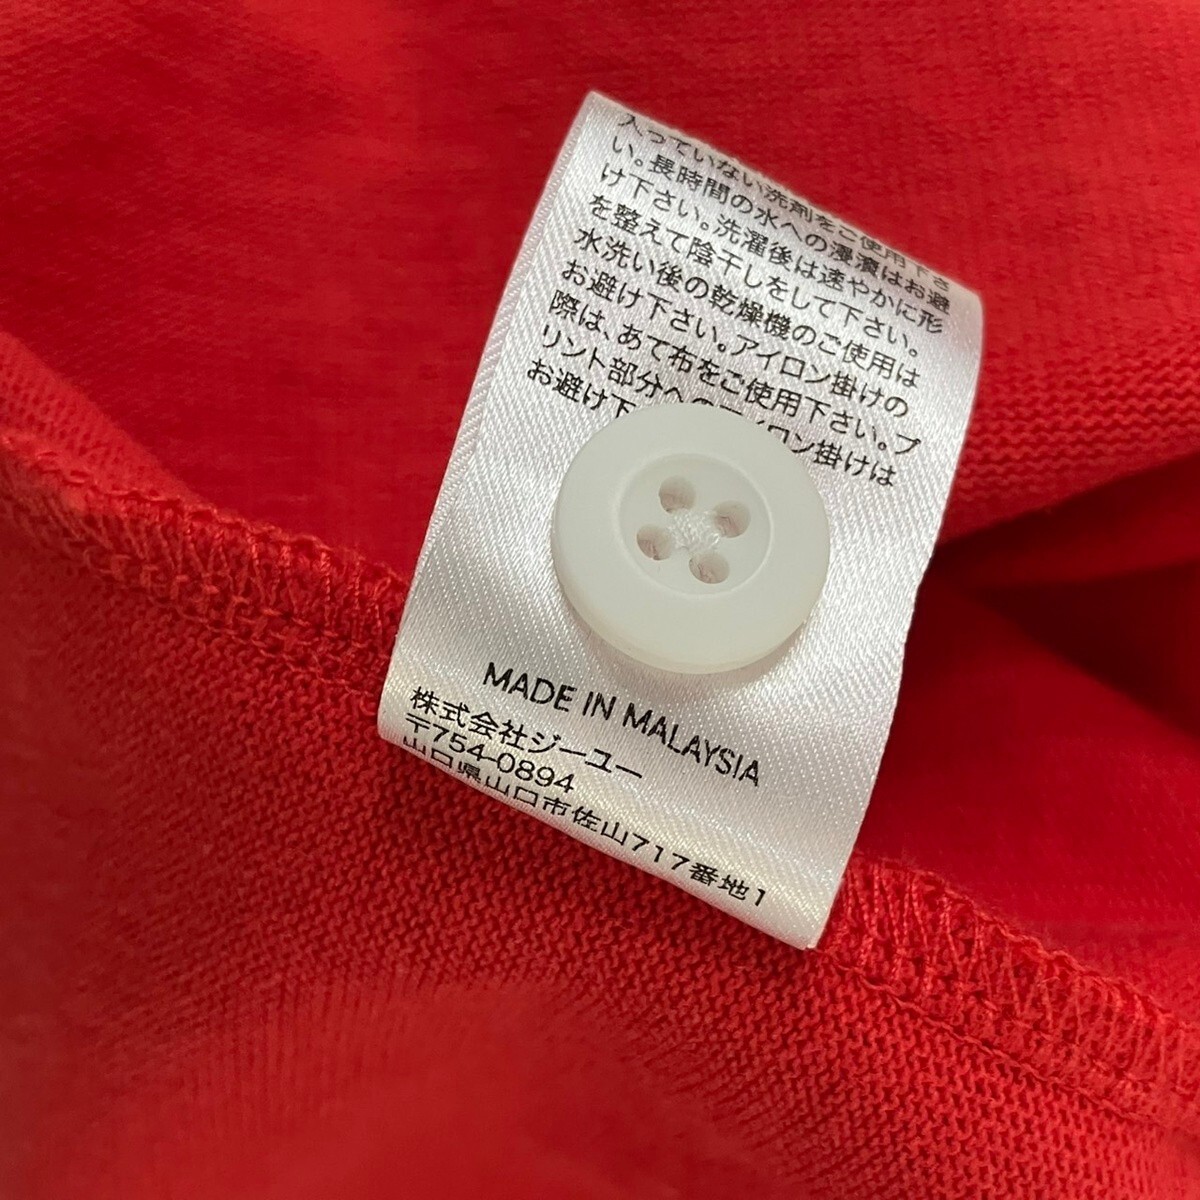 入っていない洗剤をご使用下さ
い。長時間の水への浸漬はお避
け下さい。洗濯後は速やかに形
を整えて陰干しをして下さい。
水洗い後の乾燥機のご使用は
お避け下さい。アイロン掛けの
際は、あて布をご使用下さい。プ
リント部分へのアイロン掛けは
お避け下
MADE IN MALAYSIA
株式会社ジーユー
〒754-0894
山口県山口市佐山717番地1